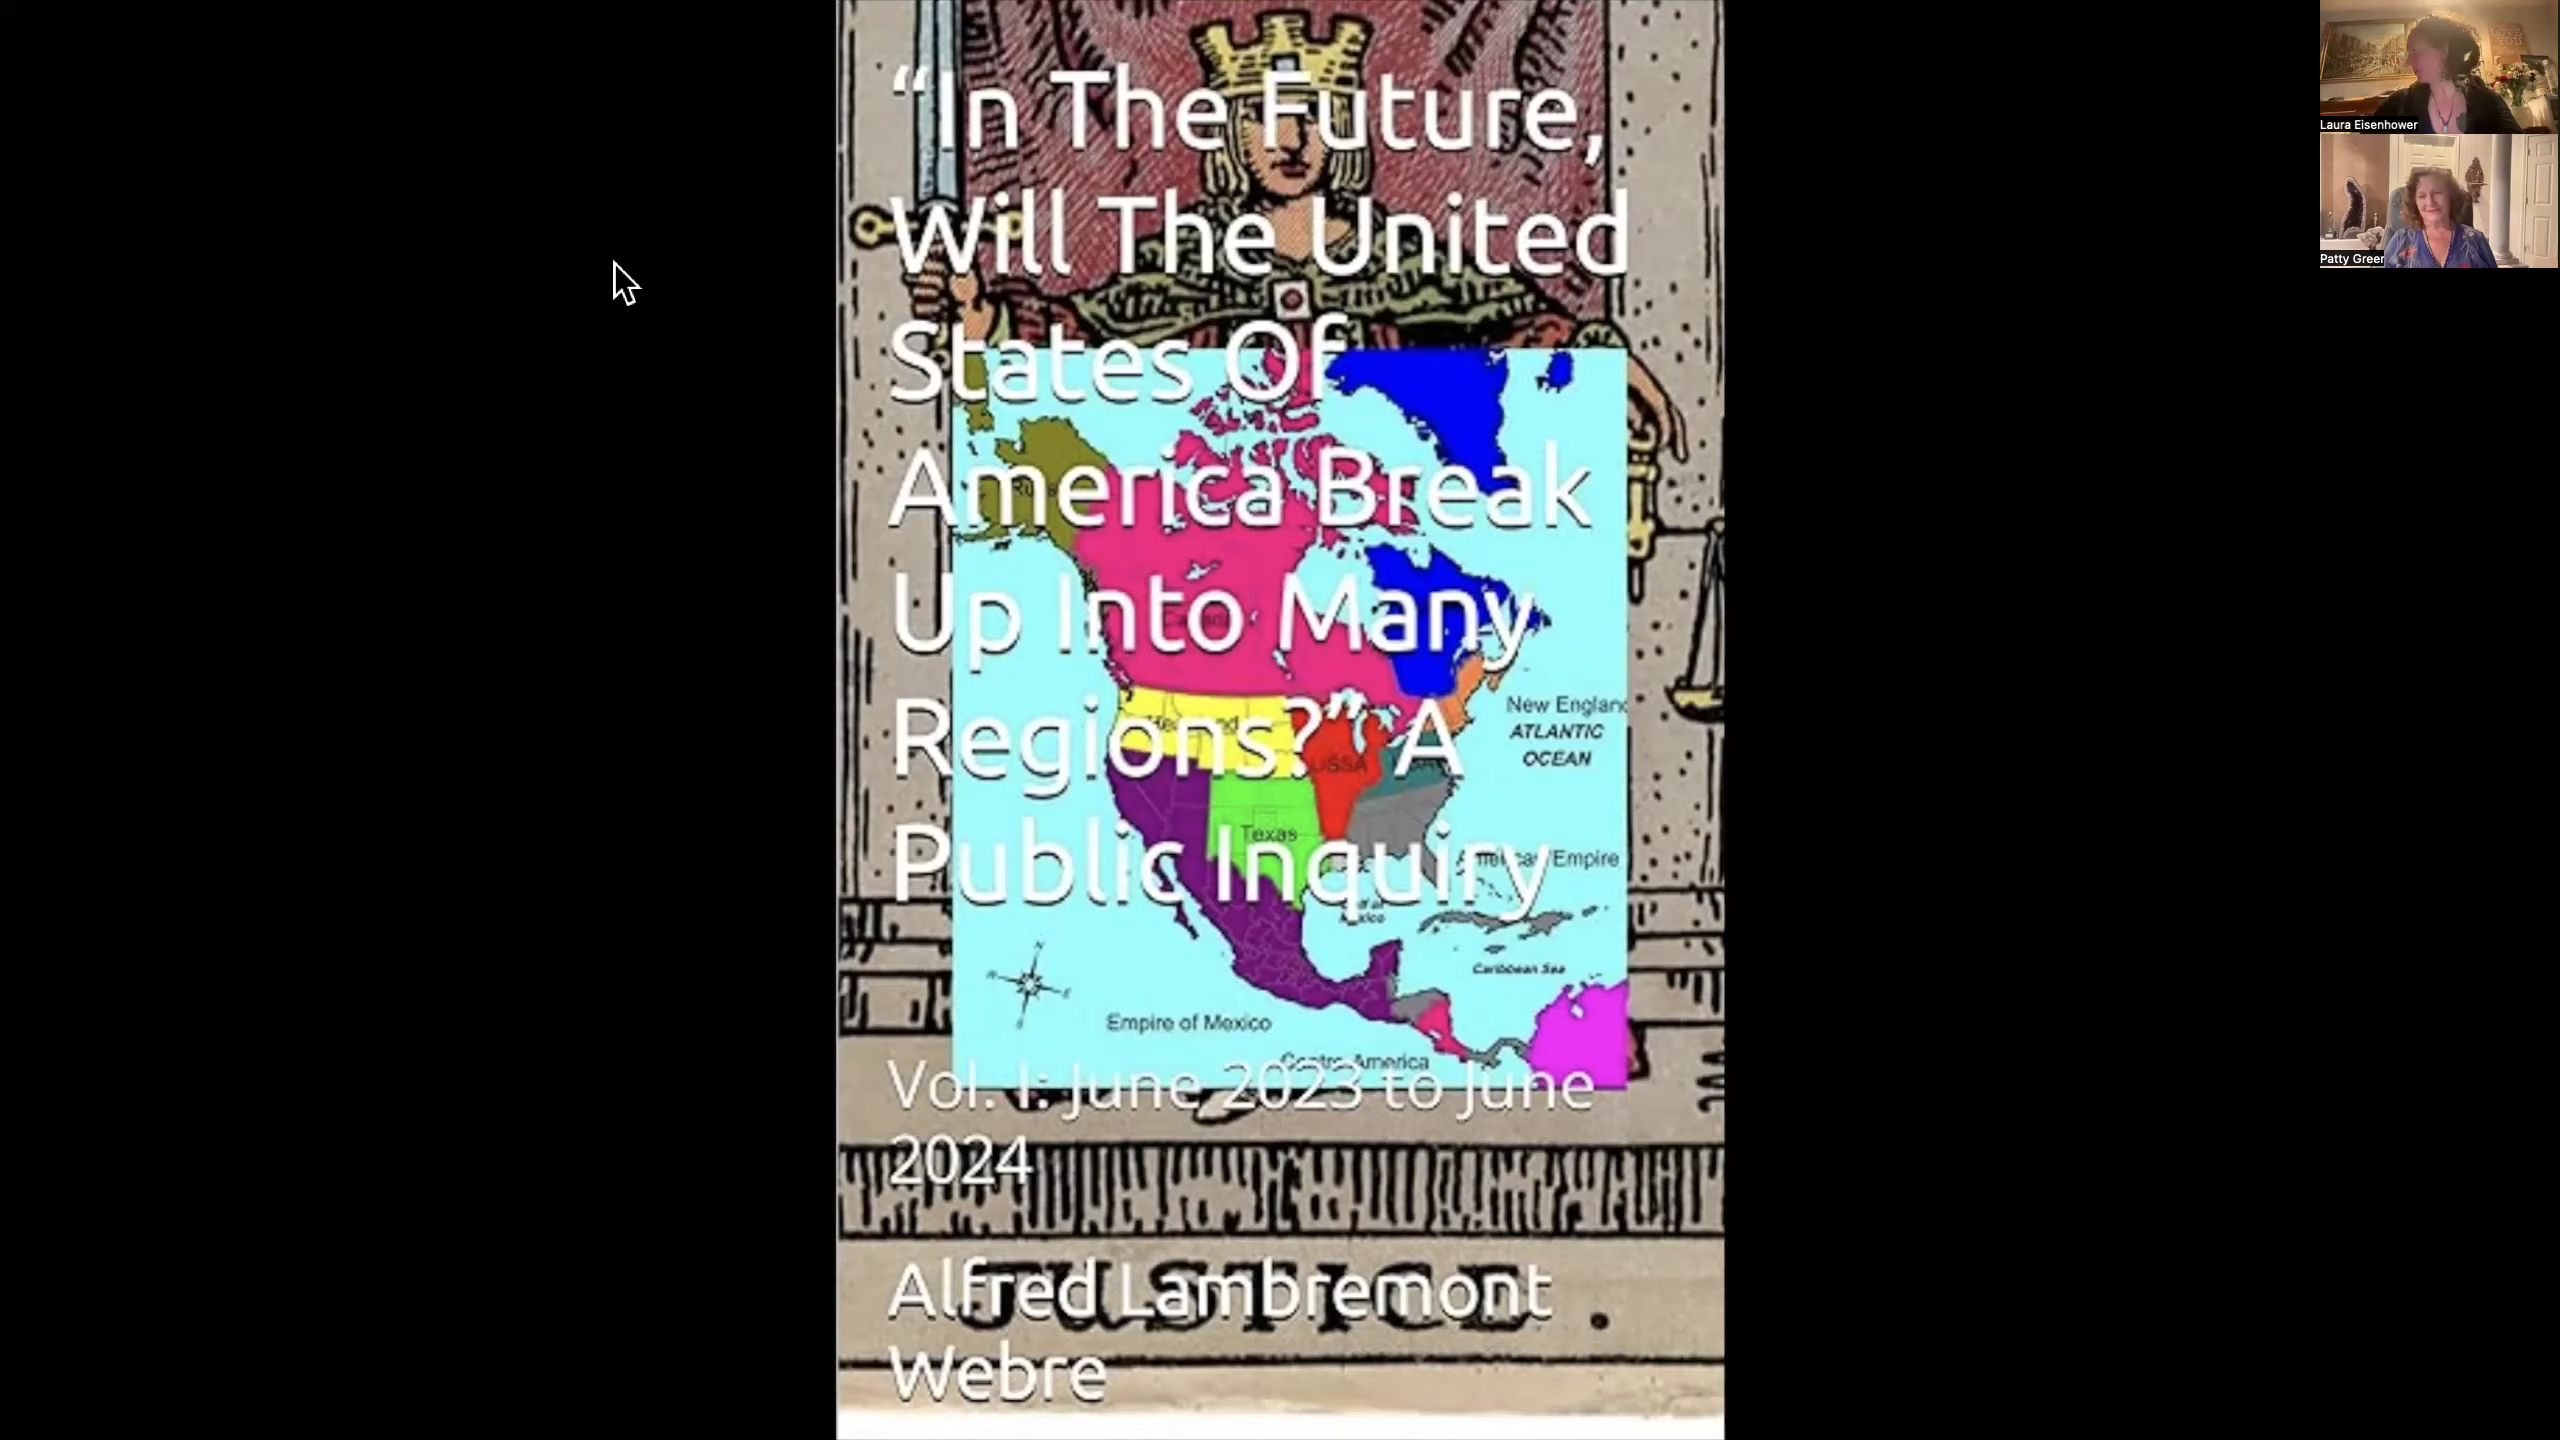 “In The Future,
Will The United
States Of
America Break
Up Into Many
Regions?” A
Public Inquiry
Vol. I: June 2023 to June
2024
Alfred Lambremont
Webre
JUSTICE .
Texas
New England
ATLANTIC
OCEAN
American Empire
Caribbean Sea
Empire of Mexico
Laura Eisenhower
Patty Greer